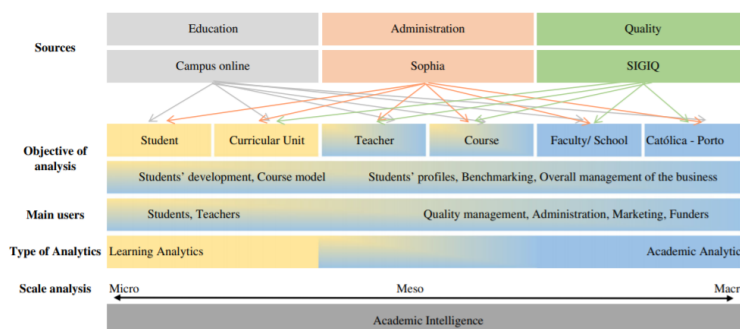 Sources
Education
Administration
Quality
Campus online
Sophia
SIGIQ
Objective of
analysis
Student
Curricular Unit
Teacher
Course
Faculty/ School
Católica - Porto
Students' development, Course model
Students' profiles, Benchmarking, Overall management of the business
Main users
Students, Teachers
Quality management, Administration, Marketing, Funders
Type of Analytics
Learning Analytics
Academic Analytic
Scale analysis
Micro
Meso
Macr
Academic Intelligence